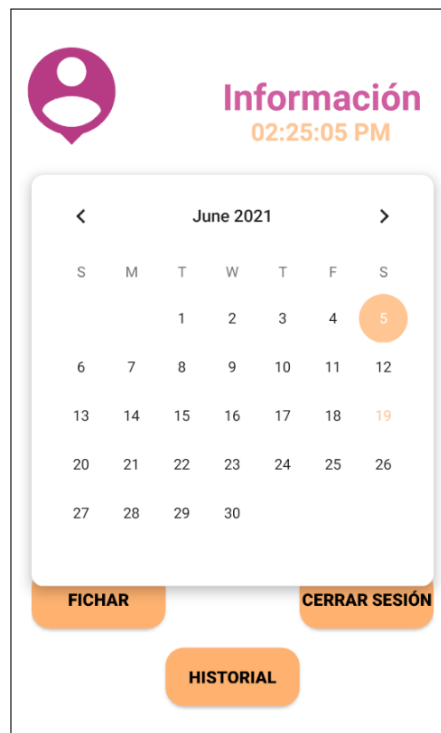 Información
02:25:05 PM
June 2021
S M T W T F S
1 2 3 4 5
6 7 8 9 10 11 12
13 14 15 16 17 18 19
20 21 22 23 24 25 26
27 28 29 30
FICHAR CERRAR SESIÓN
HISTORIAL